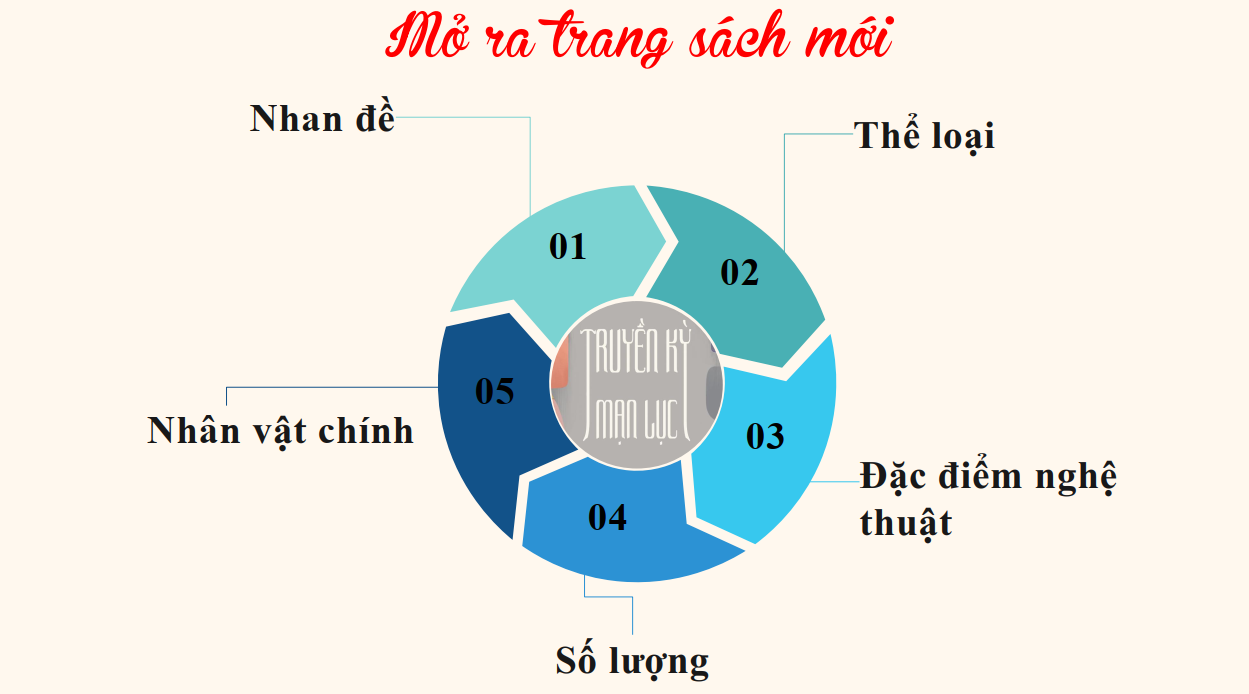 Mở ra trang sách mới
Nhan đề
Thể loại
01
02
TRUYỀN KỲ
MẠN LỤC
05
03
Nhân vật chính
Đặc điểm nghệ
thuật
04
Số lượng